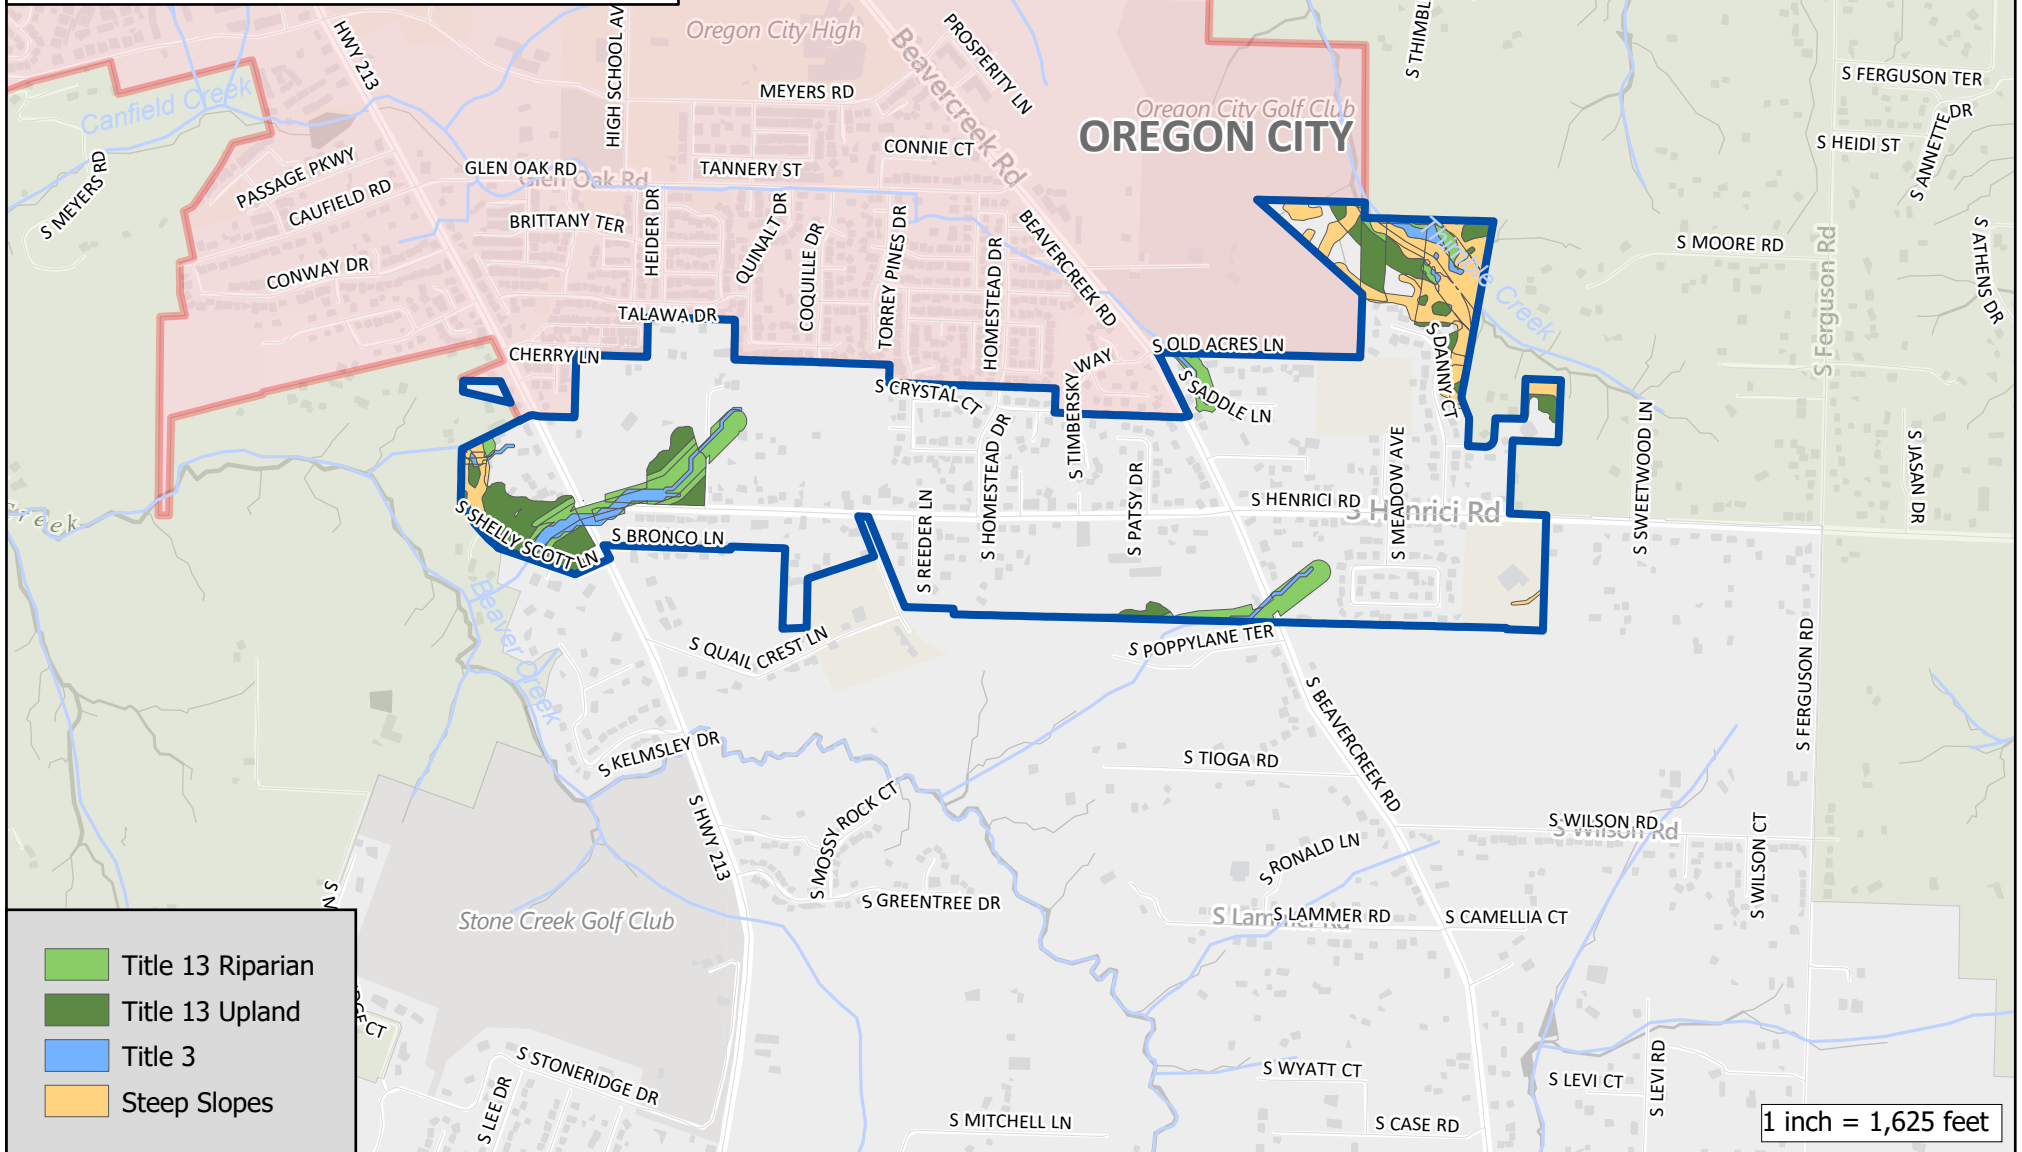 HWY 213
HIGH SCHOOL AV
Oregon City High
Beavercreek Rd
PROSPERITY LN
S THIMBL
S FERGUSON TER
MEYERS RD
Canfield Creek
Oregon City Golf Club
OREGON CITY
S ANNETTE DR
S HEIDI ST
CONNIE CT
S MEYERS RD
PASSAGE PKWY
GLEN OAK RD
Glen Oak Rd
TANNERY ST
CAUFIELD RD
BRITTANY TER
HEIDER DR
QUINALT DR
COQUILLE DR
TORREY PINES DR
HOMESTEAD DR
BEAVERCREEK RD
Thimble Creek
S MOORE RD
S Ferguson Rd
S ATHENS DR
CONWAY DR
TALAWA DR
CHERRY LN
S OLD ACRES LN
WAY
S TIMBERSKY
S CRYSTAL CT
S SADDLE LN
S DANNY CT
S HOMESTEAD DR
S PATSY DR
S MEADOW AVE
S SWEETWOOD LN
S JASAN DR
S HENRICI RD
S Henrici Rd
Creek
S SHELLY SCOTT LN
S BRONCO LN
S REEDER LN
Beaver Creek
S QUAIL CREST LN
S POPPYLANE TER
S FERGUSON RD
S BEAVERCREEK RD
S KELMSLEY DR
S TIOGA RD
S HWY 213
S MOSSY ROCK CT
S WILSON RD
S Wilson Rd
S WILSON CT
S RONALD LN
S GREENTREE DR
S LAMMER RD
S Lammer Rd
S CAMELLIA CT
Stone Creek Golf Club
S M
DGE CT
Title 13 Riparian
Title 13 Upland
Title 3
Steep Slopes
S STONERIDGE DR
S LEE DR
S WYATT CT
S LEVI CT
S LEVI RD
S MITCHELL LN
S CASE RD
1 inch = 1,625 feet